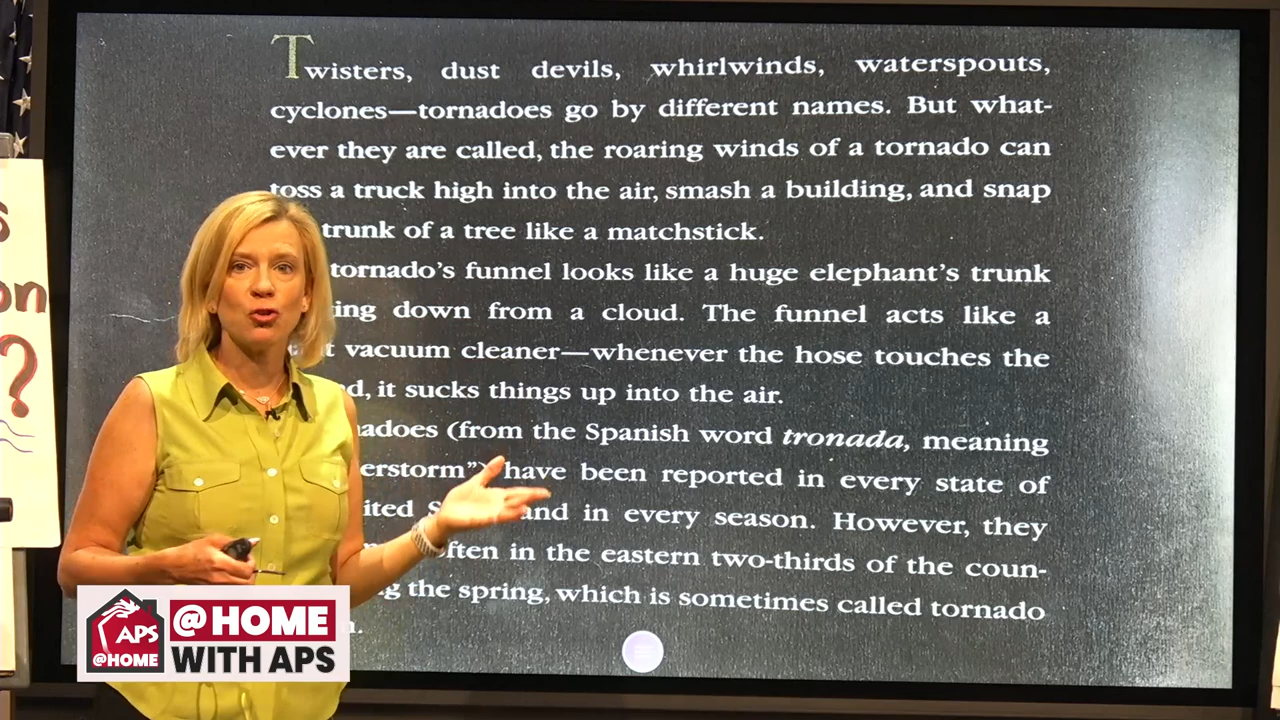 Twisters, dust devils, whirlwinds, waterspouts,
cyclones—tornadoes go by different names. But what-
ever they are called, the roaring winds of a tornado can
toss a truck high into the air, smash a building, and snap
trunk of a tree like a matchstick.
tornado's funnel looks like a huge elephant's trunk
down from a cloud. The funnel acts like a
vacuum cleaner—whenever the hose touches the
it sucks things up into the air.
(from the Spanish word tronada, meaning
have been reported in every state of
and in every season. However, they
often in the eastern two-thirds of the coun-
the spring, which is sometimes called tornado
on
?
APS
@HOME
@HOME
WITH APS